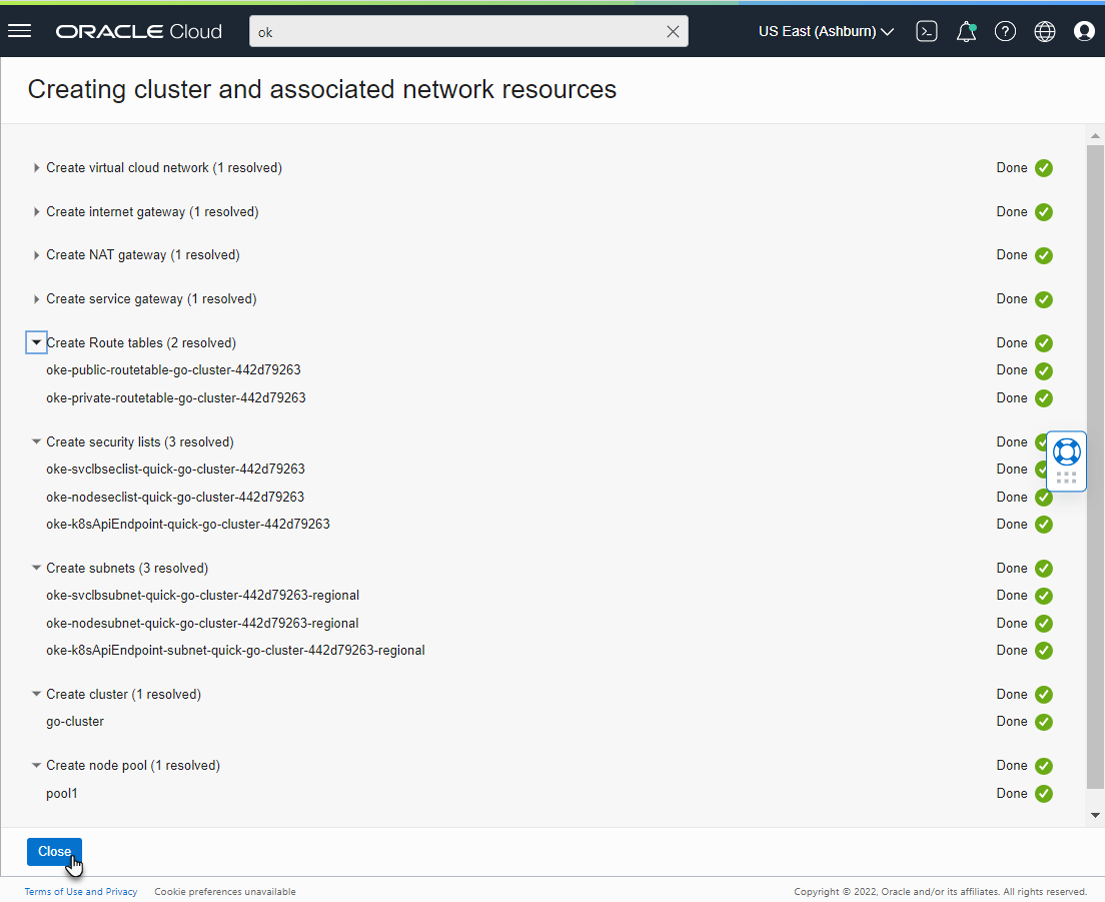 ORACLE Cloud
ok
US East (Ashburn)
Creating cluster and associated network resources
Create virtual cloud network (1 resolved) Done
Create internet gateway (1 resolved) Done
Create NAT gateway (1 resolved) Done
Create service gateway (1 resolved) Done
Create Route tables (2 resolved) Done
oke-public-routetable-go-cluster-442d79263 Done
oke-private-routetable-go-cluster-442d79263 Done
Create security lists (3 resolved) Done
oke-svclbseclist-quick-go-cluster-442d79263 Done
oke-nodeseclist-quick-go-cluster-442d79263 Done
oke-k8sApiEndpoint-quick-go-cluster-442d79263 Done
Create subnets (3 resolved) Done
oke-svclbsubnet-quick-go-cluster-442d79263-regional Done
oke-nodesubnet-quick-go-cluster-442d79263-regional Done
oke-k8sApiEndpoint-subnet-quick-go-cluster-442d79263-regional Done
Create cluster (1 resolved) Done
go-cluster Done
Create node pool (1 resolved) Done
pool1 Done
Close
Terms of Use and Privacy Cookie preferences unavailable Copyright © 2022, Oracle and/or its affiliates. All rights reserved.